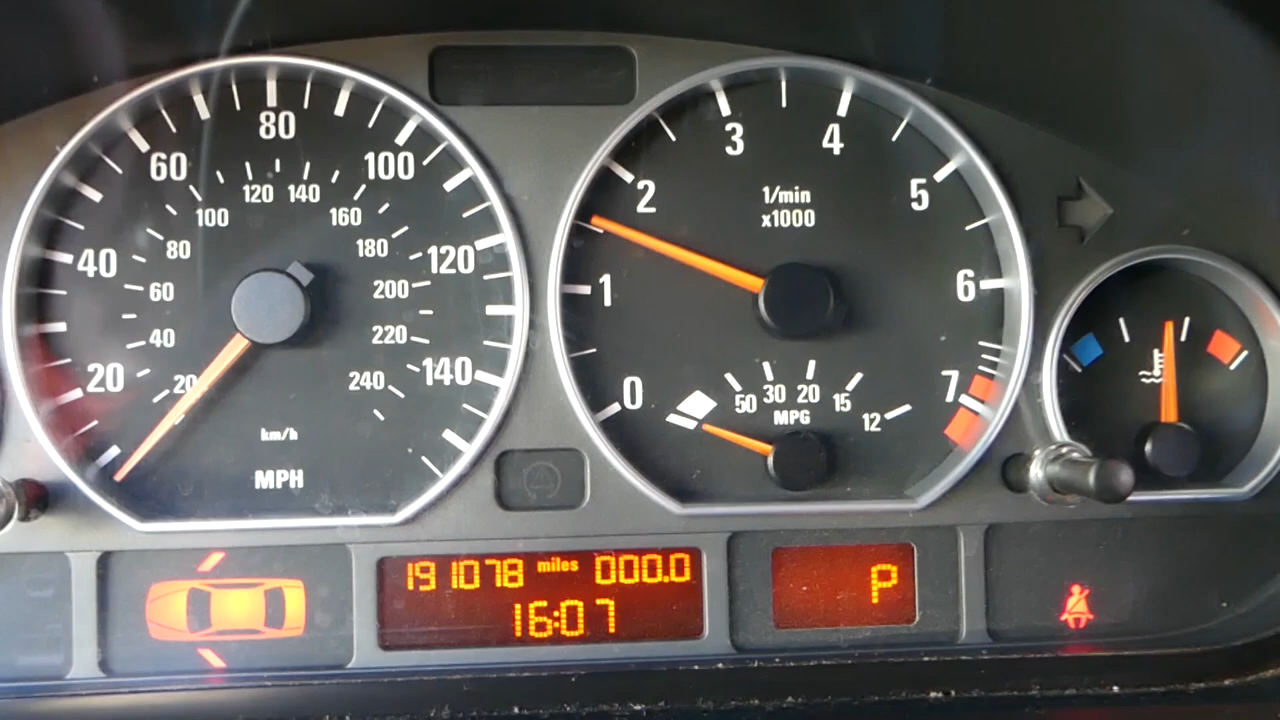 20 40 60 80 100 120 140
20 40 60 80 100 120 140 160 180 200 220 240
km/h
MPH
0 1 2 3 4 5 6 7
1/min
x1000
50 30 20 15 12
MPG
191078 miles 000.0
16:07
P